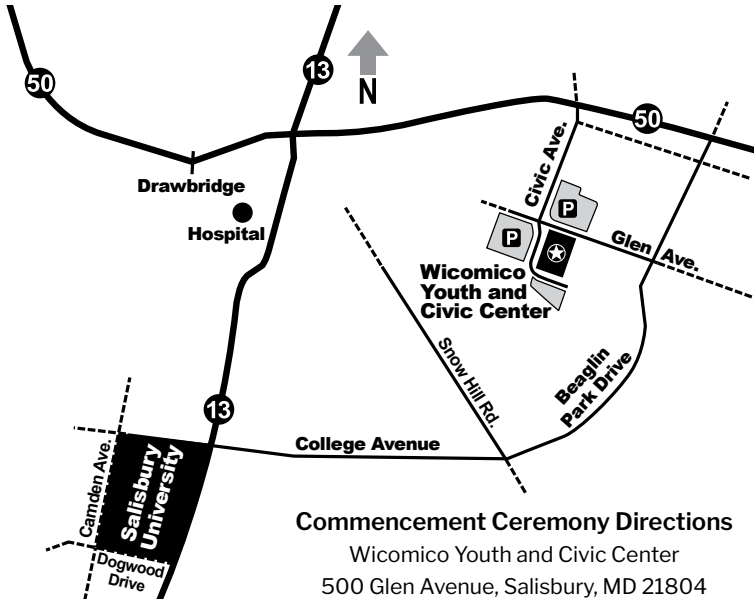 50
13
N
50
Drawbridge
Hospital
Civic Ave.
P
P
Glen Ave.
Wicomico
Youth and
Civic Center
Snow Hill Rd.
Beaglin
Park Drive
13
College Avenue
Camden Ave.
Salisbury
University
Dogwood
Drive
Commencement Ceremony Directions
Wicomico Youth and Civic Center
500 Glen Avenue, Salisbury, MD 21804